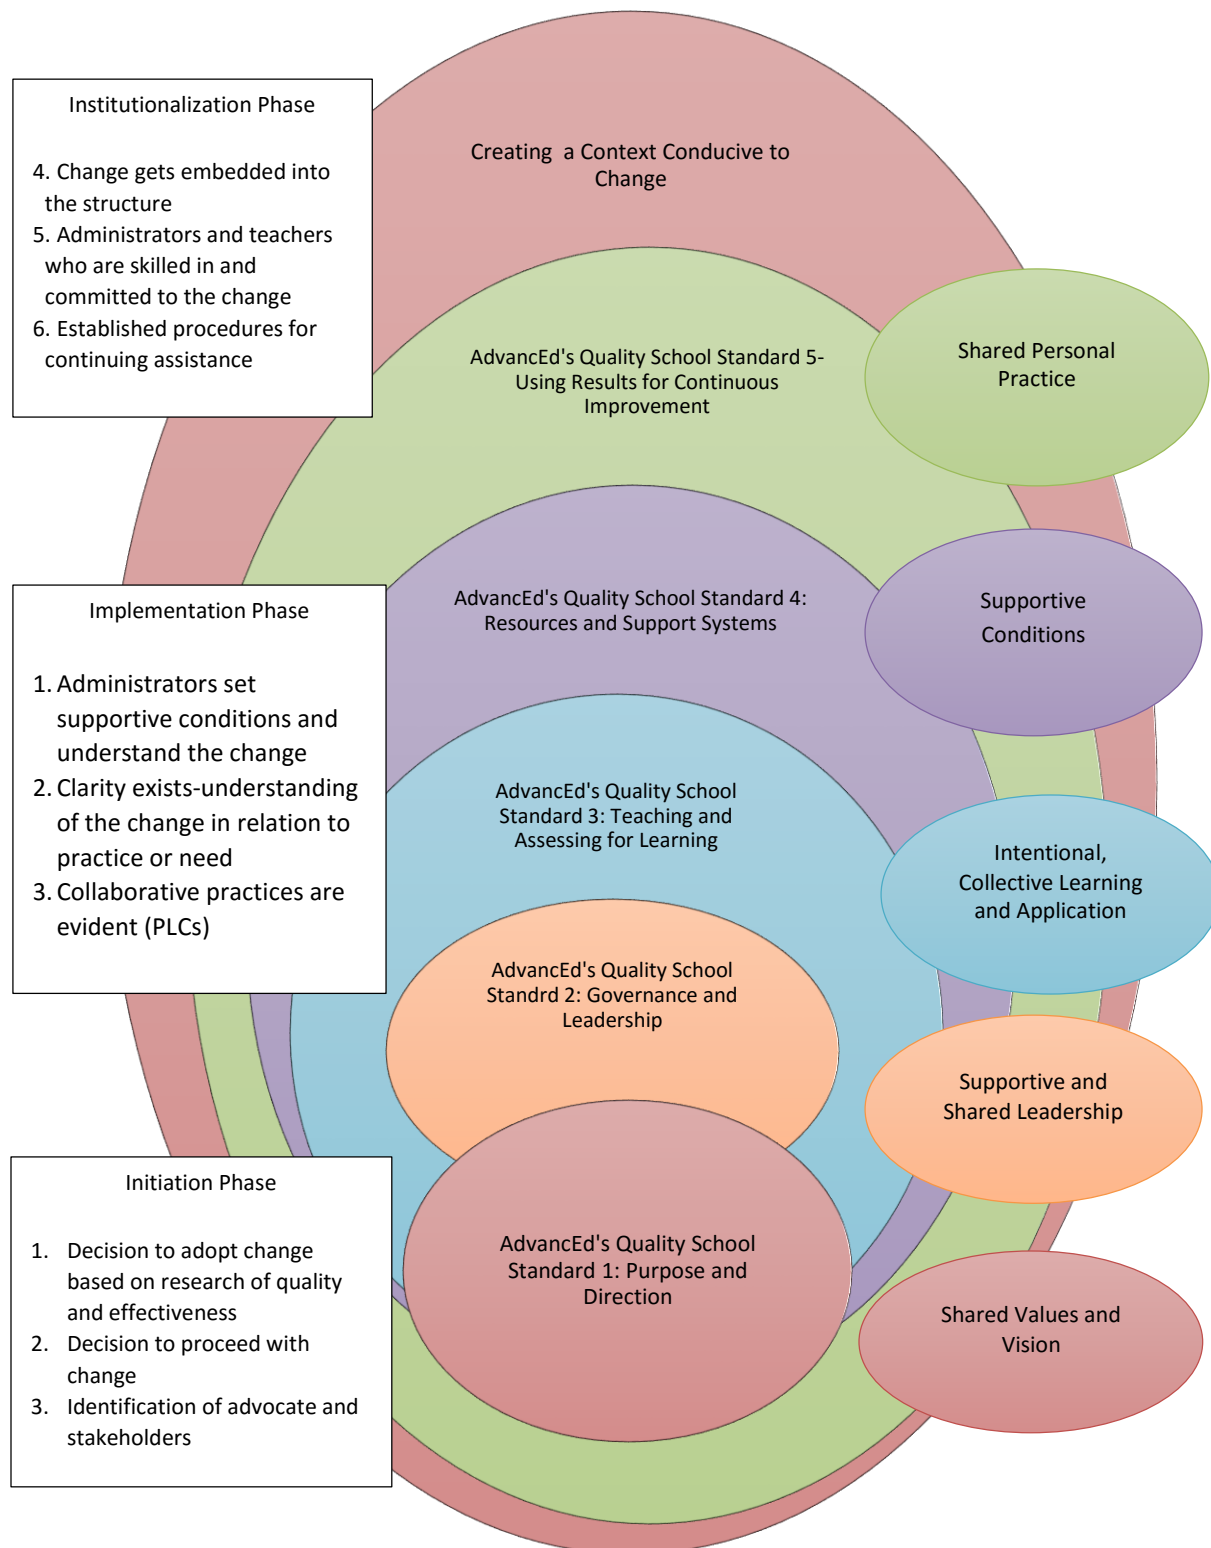 Institutionalization Phase
4. Change gets embedded into
the structure
5. Administrators and teachers
who are skilled in and
committed to the change
6. Established procedures for
continuing assistance
Implementation Phase
1. Administrators set
supportive conditions and
understand the change
2. Clarity exists-understanding
of the change in relation to
practice or need
3. Collaborative practices are
evident (PLCs)
Initiation Phase
1. Decision to adopt change
based on research of quality
and effectiveness
2. Decision to proceed with
change
3. Identification of advocate and
stakeholders
Creating a Context Conducive to
Change
AdvancEd's Quality School Standard 5-
Using Results for Continuous
Improvement
AdvancEd's Quality School Standard 4:
Resources and Support Systems
AdvancEd's Quality School
Standard 3: Teaching and
Assessing for Learning
AdvancEd's Quality School
Standrd 2: Governance and
Leadership
AdvancEd's Quality School
Standard 1: Purpose and
Direction
Shared Personal
Practice
Supportive
Conditions
Intentional,
Collective Learning
and Application
Supportive and
Shared Leadership
Shared Values and
Vision